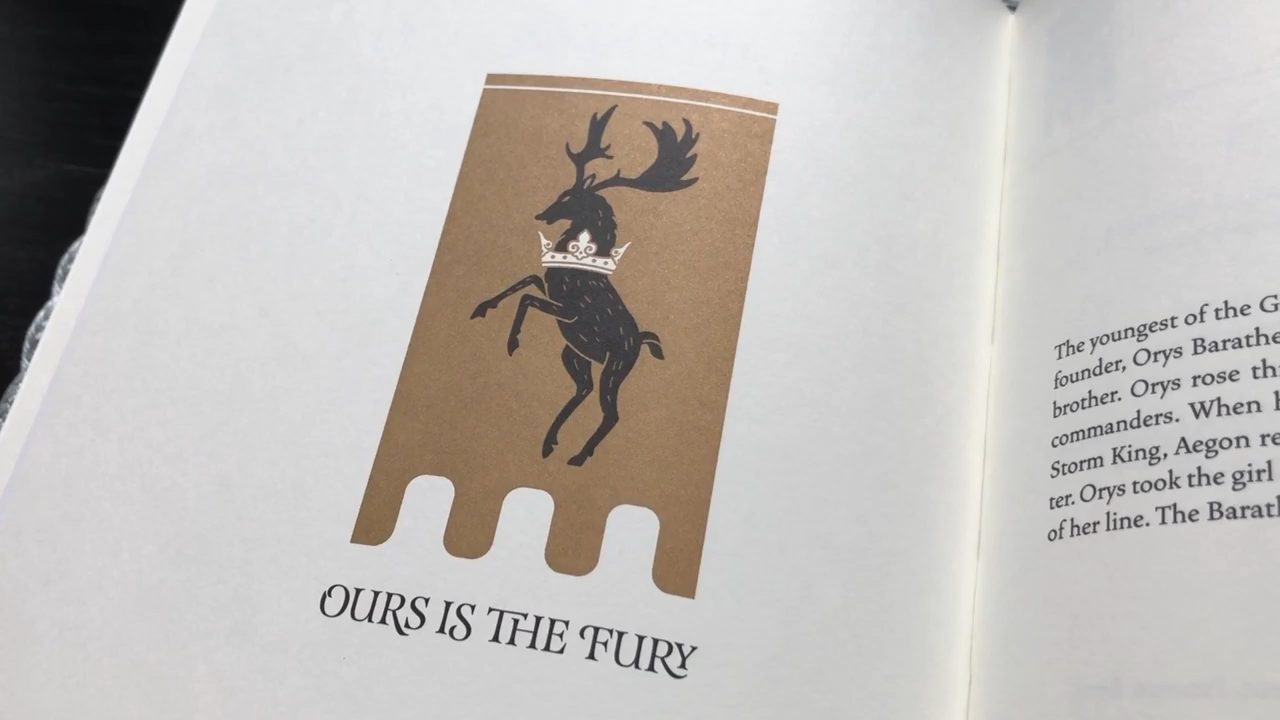 OURS IS THE FURY
The youngest of the
founder, Orys
brother. Orys rose
commanders. When
Storm King, Aegon
ter. Orys took the girl
of her line. The